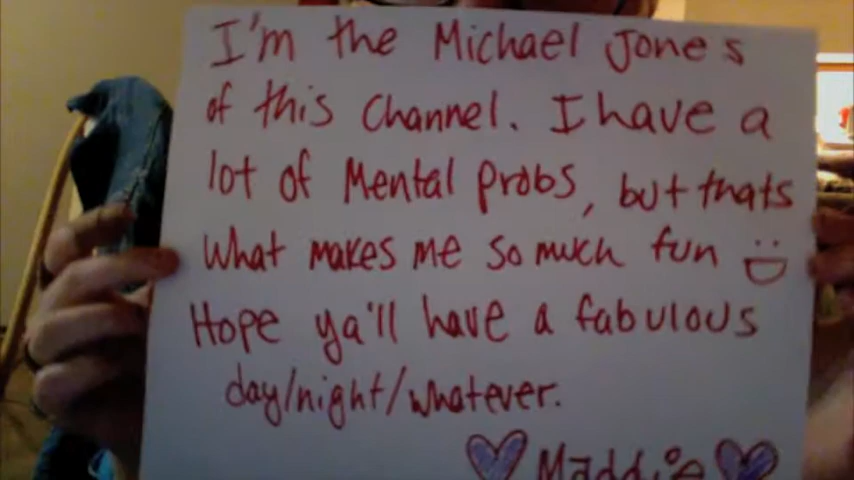 I'm the Michael Jones
of this channel. I have a
lot of Mental probs, but thats
what makes me so much fun :D
Hope ya'll have a fabulous
day/night/whatever.
Maddie